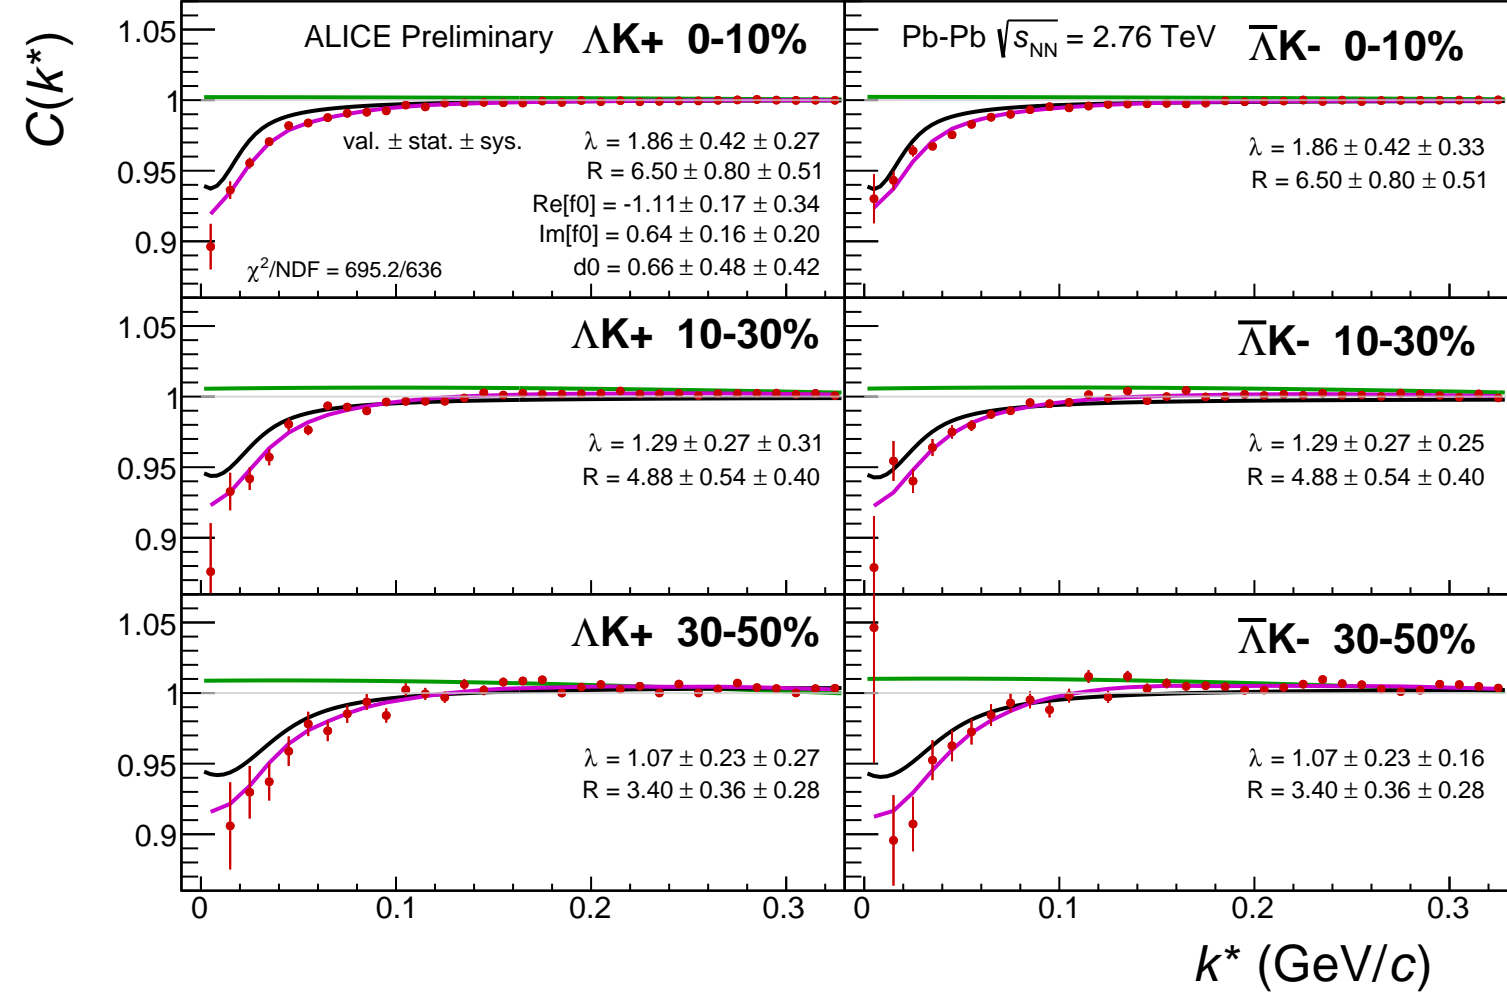 C(k*)
ALICE Preliminary ΛK+ 0-10%
1.05
1
0.95
0.9
val. ± stat. ± sys.
λ = 1.86 ± 0.42 ± 0.27
R = 6.50 ± 0.80 ± 0.51
Re[f0] = -1.11± 0.17 ± 0.34
Im[f0] = 0.64 ± 0.16 ± 0.20
d0 = 0.66 ± 0.48 ± 0.42
χ²/NDF = 695.2/636
Pb-Pb √s_NN = 2.76 TeV Λ̅K- 0-10%
λ = 1.86 ± 0.42 ± 0.33
R = 6.50 ± 0.80 ± 0.51
ΛK+ 10-30%
1.05
1
0.95
0.9
λ = 1.29 ± 0.27 ± 0.31
R = 4.88 ± 0.54 ± 0.40
Λ̅K- 10-30%
λ = 1.29 ± 0.27 ± 0.25
R = 4.88 ± 0.54 ± 0.40
ΛK+ 30-50%
1.05
1
0.95
0.9
λ = 1.07 ± 0.23 ± 0.27
R = 3.40 ± 0.36 ± 0.28
Λ̅K- 30-50%
λ = 1.07 ± 0.23 ± 0.16
R = 3.40 ± 0.36 ± 0.28
0 0.1 0.2 0.3 0 0.1 0.2 0.3
k* (GeV/c)